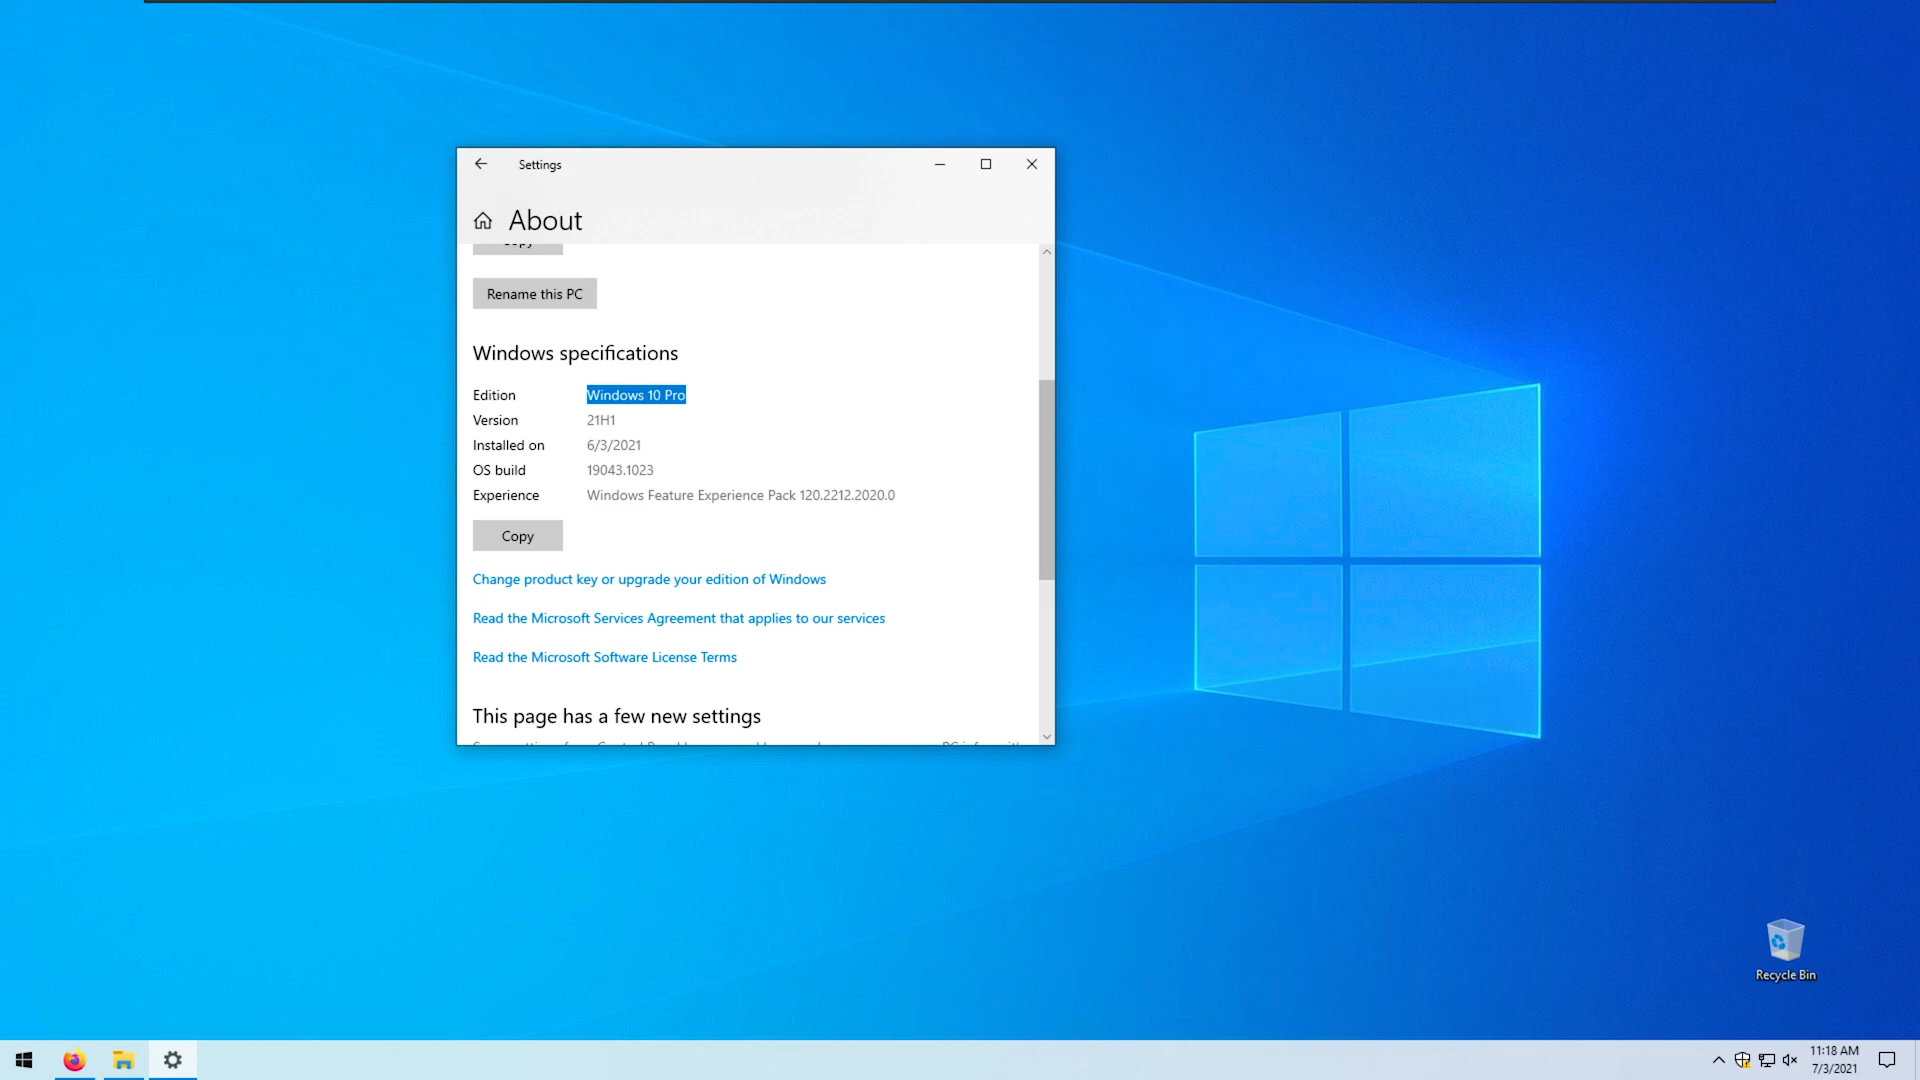 Settings
About
Copy
Rename this PC
Windows specifications
Edition Windows 10 Pro
Version 21H1
Installed on 6/3/2021
OS build 19043.1023
Experience Windows Feature Experience Pack 120.2212.2020.0
Copy
Change product key or upgrade your edition of Windows
Read the Microsoft Services Agreement that applies to our services
Read the Microsoft Software License Terms
This page has a few new settings
Recycle Bin
11:18 AM
7/3/2021